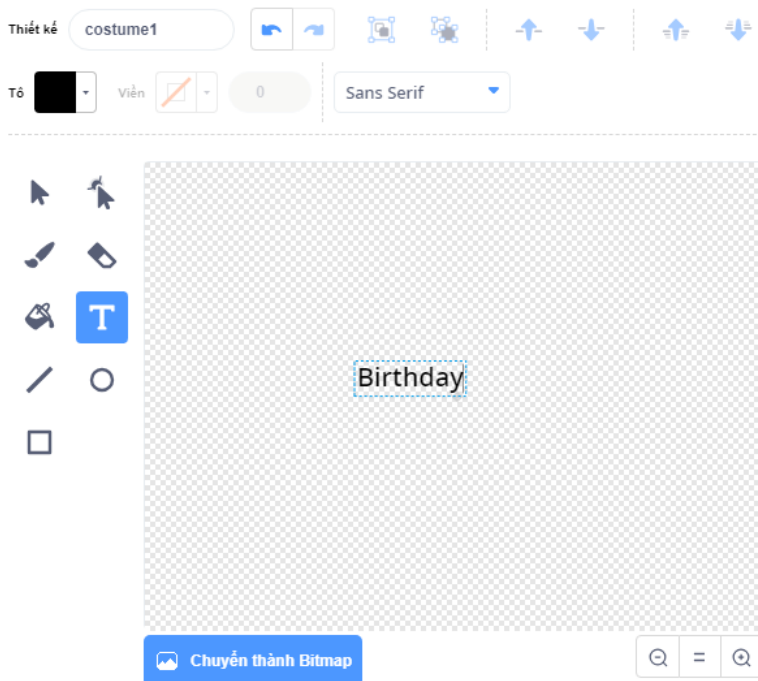 Thiết kế costume1
Tô Viền 0 Sans Serif
T
Birthday
Chuyển thành Bitmap